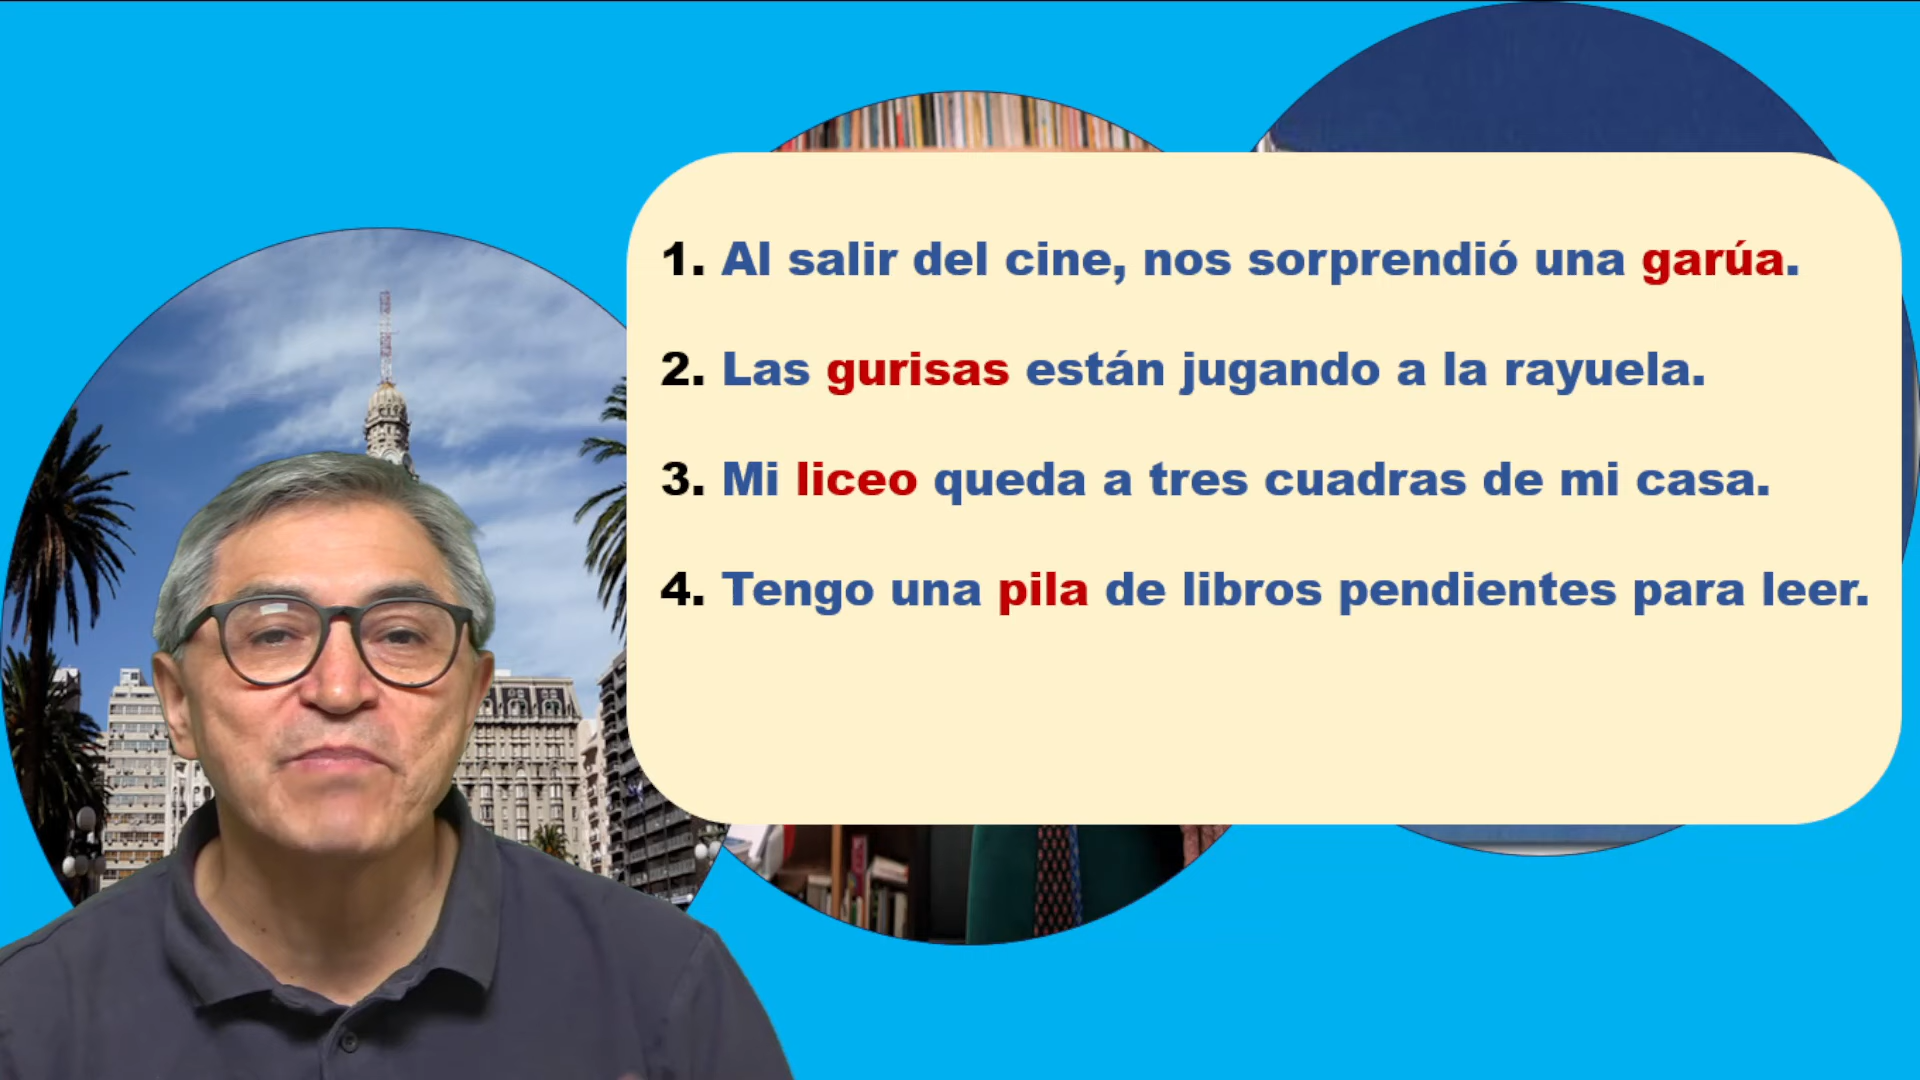 1. Al salir del cine, nos sorprendió una garúa.
2. Las gurisas están jugando a la rayuela.
3. Mi liceo queda a tres cuadras de mi casa.
4. Tengo una pila de libros pendientes para leer.